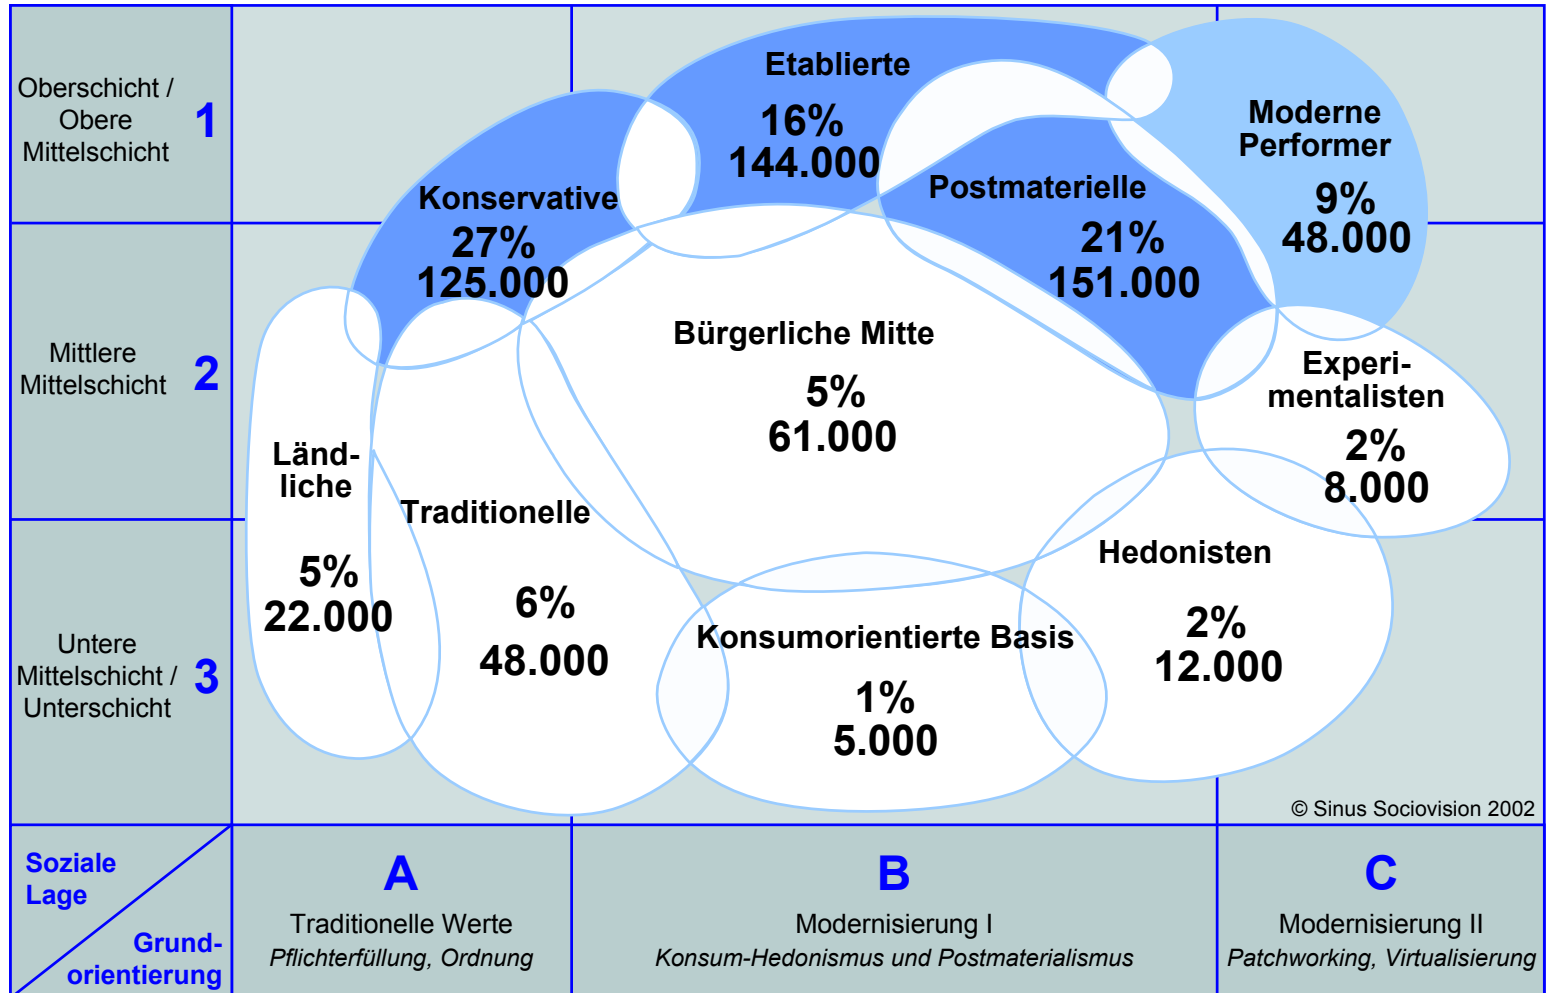 Oberschicht /
Obere
Mittelschicht
1
Etablierte
16%
144.000
Moderne
Performer
9%
48.000
Konservative
27%
125.000
Postmaterielle
21%
151.000
Mittlere
Mittelschicht
2
Bürgerliche Mitte
5%
61.000
Experi-
mentalisten
2%
8.000
Länd-
liche
5%
22.000
Traditionelle
6%
48.000
Hedonisten
2%
12.000
Untere
Mittelschicht /
Unterschicht
3
Konsumorientierte Basis
1%
5.000
© Sinus Sociovision 2002
Soziale
Lage
Grund-
orientierung
A
Traditionelle Werte
Pflichterfüllung, Ordnung
B
Modernisierung I
Konsum-Hedonismus und Postmaterialismus
C
Modernisierung II
Patchworking, Virtualisierung